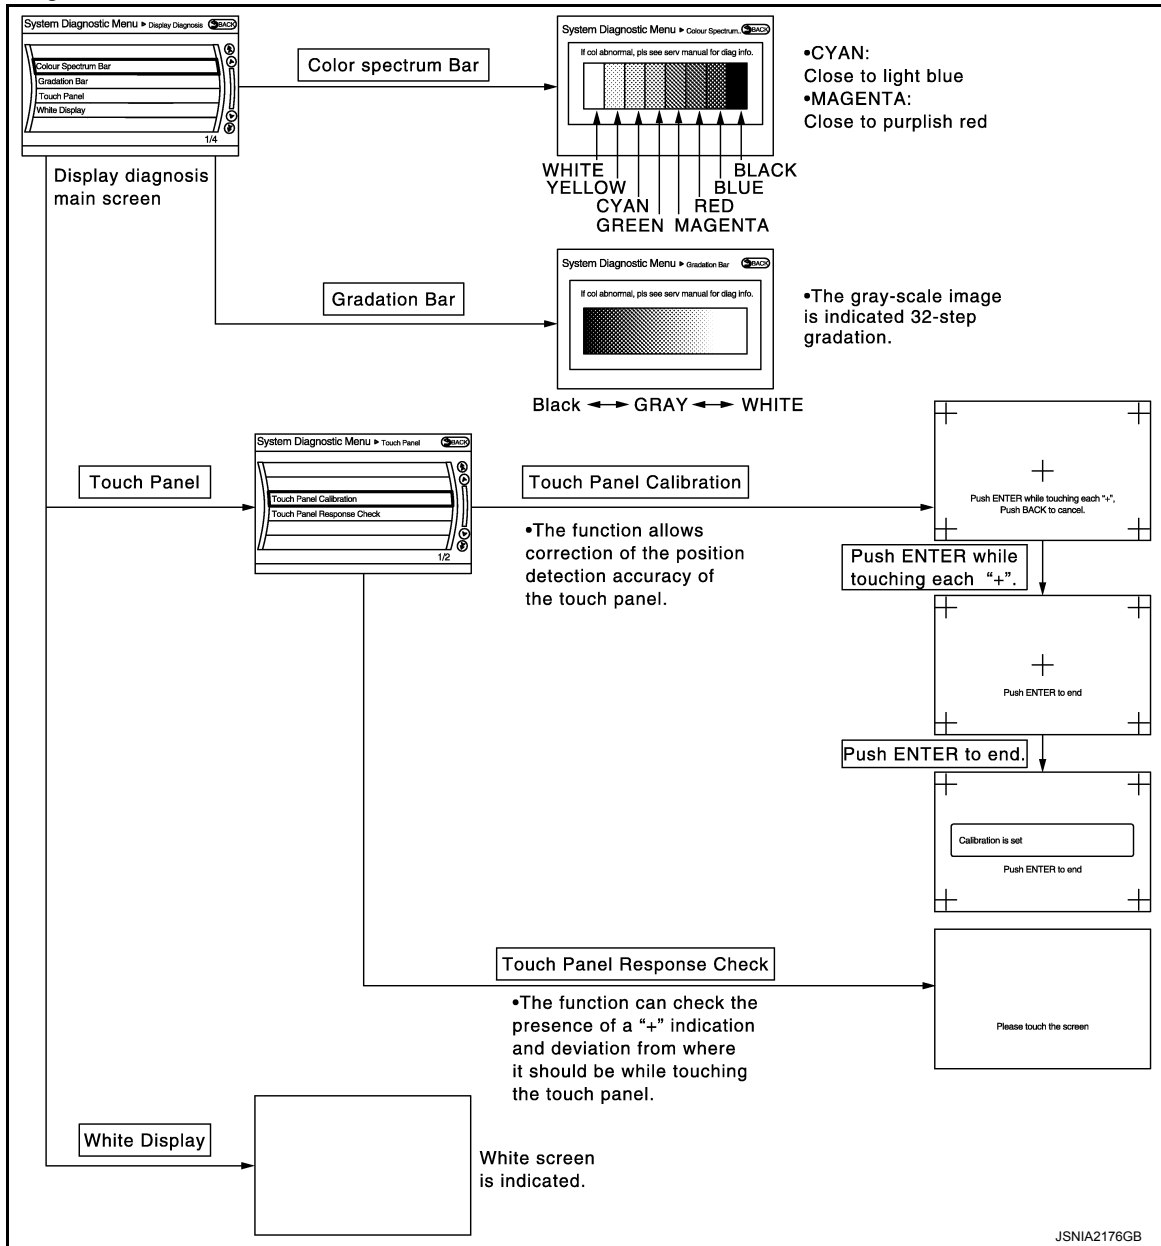 System Diagnostic Menu ▶ Display Diagnosis BACK
Colour Spectrum Bar
Gradation Bar
Touch Panel
White Display
1/4
Display diagnosis
main screen
Color spectrum Bar
System Diagnostic Menu ▶ Colour Spectrum.. BACK
If col abnormal, pls see serv manual for diag info.
WHITE
YELLOW
CYAN
GREEN
MAGENTA
RED
BLUE
BLACK
•CYAN:
Close to light blue
•MAGENTA:
Close to purplish red
Gradation Bar
System Diagnostic Menu ▶ Gradation Bar BACK
If col abnormal, pls see serv manual for diag info.
Black ↔ GRAY ↔ WHITE
•The gray-scale image
is indicated 32-step
gradation.
Touch Panel
System Diagnostic Menu ▶ Touch Panel BACK
Touch Panel Calibration
Touch Panel Response Check
1/2
Touch Panel Calibration
•The function allows
correction of the position
detection accuracy of
the touch panel.
Push ENTER while touching each “+”,
Push BACK to cancel.
Push ENTER while
touching each “+”.
Push ENTER to end
Push ENTER to end.
Calibration is set
Push ENTER to end
Touch Panel Response Check
•The function can check the
presence of a “+” indication
and deviation from where
it should be while touching
the touch panel.
Please touch the screen
White Display
White screen
is indicated.
JSNIA2176GB